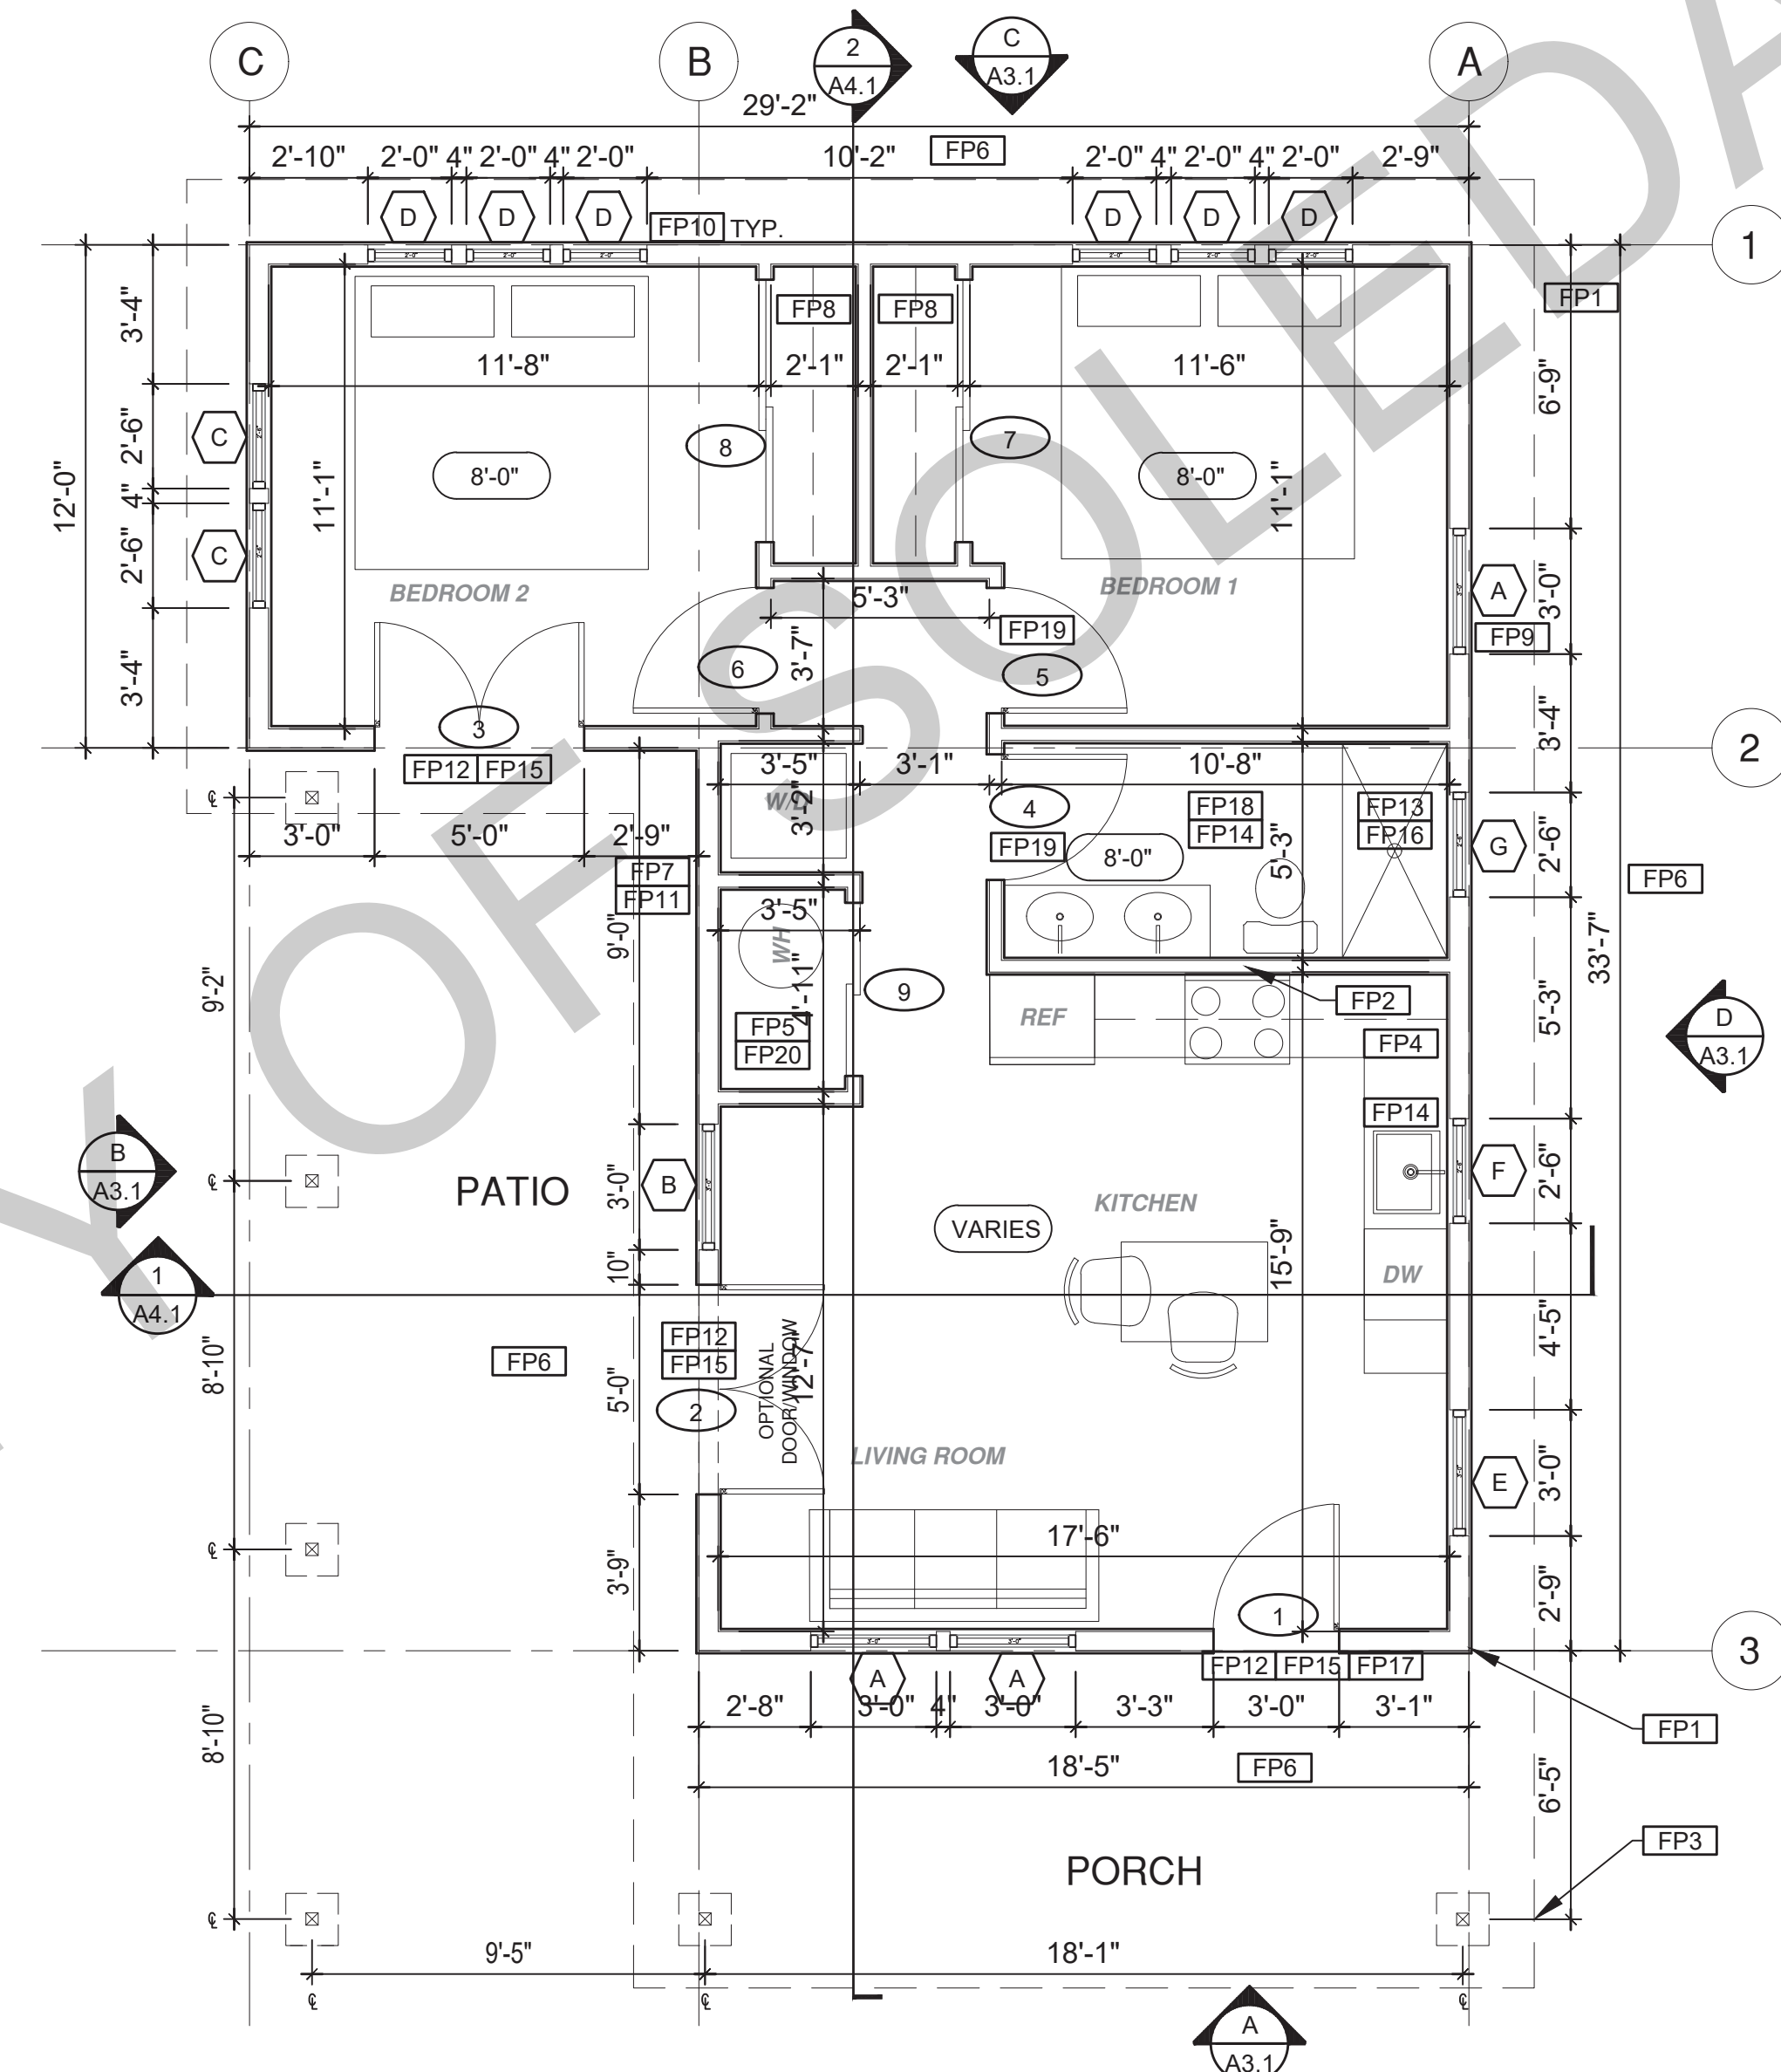 C
B
2
A4.1
C
A3.1
A
29'-2"
2'-10"
2'-0"
4"
2'-0"
4"
2'-0"
10'-2"
FP6
2'-0"
4"
2'-0"
4"
2'-0"
2'-9"
D
D
D
FP10 TYP.
D
D
D
1
FP1
FP8
FP8
3'-4"
11'-8"
2'-1"
2'-1"
11'-6"
6'-9"
C
2'-6"
8
7
8'-0"
8'-0"
12'-0"
4"
11'-1"
11'-1"
C
2'-6"
BEDROOM 2
BEDROOM 1
5'-3"
A
3'-0"
FP19
FP9
3'-4"
6
3'-7"
5
3'-4"
3
2
FP12
FP15
3'-5"
3'-1"
10'-8"
W/D
3'-2"
4
FP18
FP14
FP13
FP16
3'-0"
5'-0"
2'-9"
FP19
8'-0"
5'-3"
G
2'-6"
FP7
FP11
FP6
3'-5"
9'-0"
WH
4'-11"
9'-2"
9
33'-7"
FP2
REF
5'-3"
FP5
FP20
FP4
D
A3.1
FP14
B
A3.1
PATIO
B
3'-0"
KITCHEN
F
2'-6"
VARIES
10"
15'-9"
DW
1
A4.1
8'-10"
FP6
FP12
FP15
OPTIONAL
DOOR/WINDOW
12'-7"
4'-5"
5'-0"
2
LIVING ROOM
E
3'-0"
17'-6"
3'-9"
2'-9"
1
3
FP12
FP15
FP17
A
A
2'-8"
3'-0"
4"
3'-0"
3'-3"
3'-0"
3'-1"
FP1
8'-10"
18'-5"
FP6
6'-5"
FP3
PORCH
9'-5"
18'-1"
A
A3.1
Y OF SOLEDA